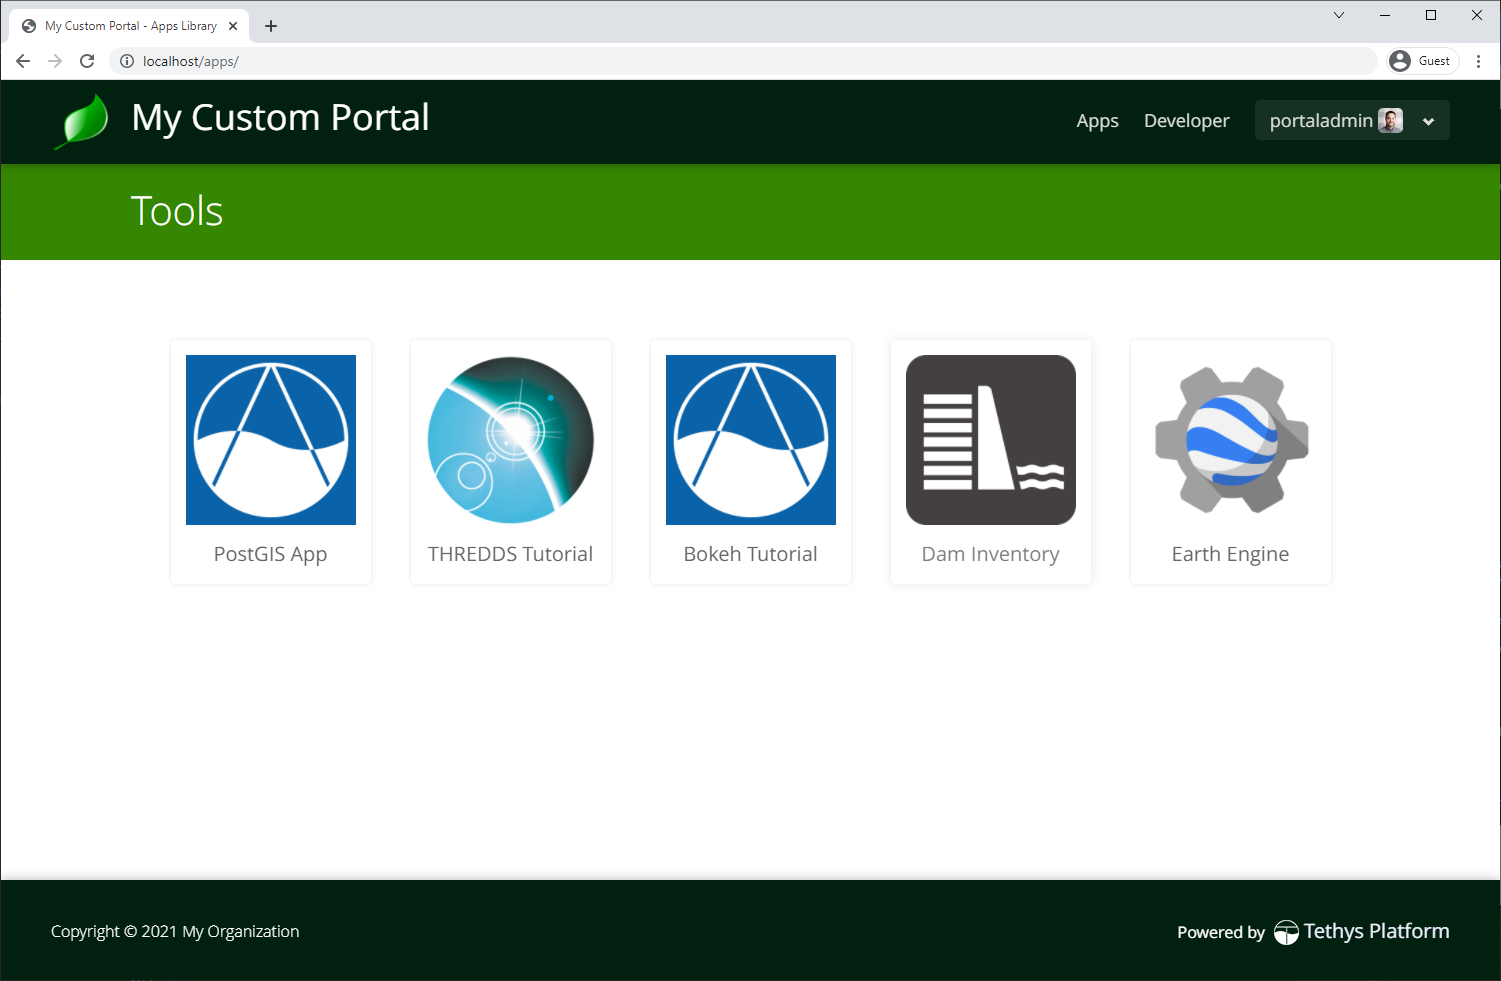 My Custom Portal - Apps Library
localhost/apps/
Guest
My Custom Portal
Apps
Developer
portaladmin
Tools
PostGIS App
THREDDS Tutorial
Bokeh Tutorial
Dam Inventory
Earth Engine
Copyright © 2021 My Organization
Powered by Tethys Platform